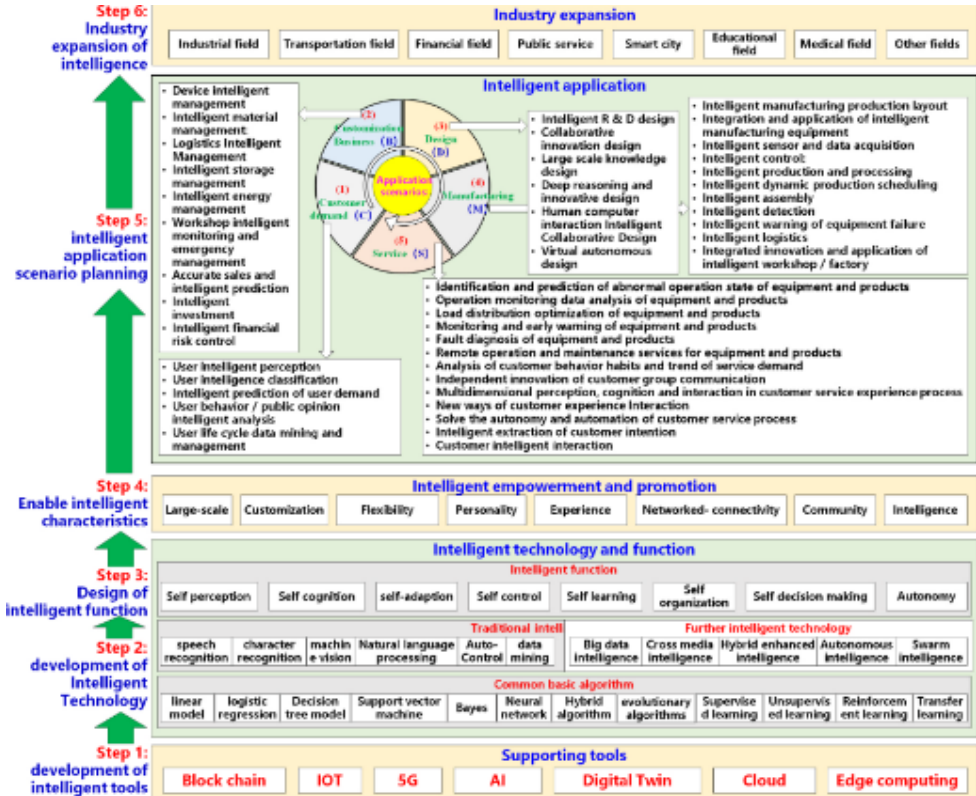 Step 6:
Industry
expansion of
intelligence
Industry expansion
Industrial field
Transportation field
Financial field
Public service
Smart city
Educational
field
Medical field
Other fields
Step 5:
intelligent
application
scenario planning
Intelligent application
· Device intelligent
management
· Intelligent material
management:
· Logistics Intelligent
Management
· Intelligent storage
management
· Intelligent energy
management
· Workshop intelligent
monitoring and
emergency
management
· Accurate sales and
intelligent prediction
· Intelligent
investment
· Intelligent financial
risk control
(2)
Customization
Business (B)
(3)
Design
(D)
(1)
Customer
demand (C)
Application
scenarios
(4)
Manufacturing
(M)
(5)
Service (S)
· Intelligent R & D design
· Collaborative
innovation design
· Large scale knowledge
design
· Deep reasoning and
innovative design
· Human computer
interaction Intelligent
Collaborative Design
· Virtual autonomous
design
· Intelligent manufacturing production layout
· Integration and application of intelligent
manufacturing equipment
· Intelligent sensor and data acquisition
· Intelligent control:
· Intelligent production and processing
· Intelligent dynamic production scheduling
· Intelligent assembly
· Intelligent detection
· Intelligent warning of equipment failure
· Intelligent logistics
· Integrated innovation and application of
intelligent workshop / factory
· User Intelligent perception
· User Intelligence classification
· Intelligent prediction of user demand
· User behavior / public opinion
intelligent analysis
· User life cycle data mining and
management
· Identification and prediction of abnormal operation state of equipment and products
· Operation monitoring data analysis of equipment and products
· Load distribution optimization of equipment and products
· Monitoring and early warning of equipment and products
· Fault diagnosis of equipment and products
· Remote operation and maintenance services for equipment and products
· Analysis of customer behavior habits and trend of service demand
· Independent innovation of customer group communication
· Multidimensional perception, cognition and interaction in customer service experience process
· New ways of customer experience Interaction
· Solve the autonomy and automation of customer service process
· Intelligent extraction of customer intention
· Customer intelligent interaction
Step 4:
Enable intelligent
characteristics
Intelligent empowerment and promotion
Large-scale
Customization
Flexibility
Personality
Experience
Networked- connectivity
Community
Intelligence
Intelligent technology and function
Step 3:
Design of
intelligent function
Intelligent function
Self perception
Self cognition
self-adaption
Self control
Self learning
Self
organization
Self decision making
Autonomy
Step 2:
development of
Intelligent
Technology
Traditional intell
speech
recognition
character
recognition
machin
e vision
Natural language
processing
Auto-
Control
data
mining
Further intelligent technology
Big data
intelligence
Cross media
intelligence
Hybrid enhanced
intelligence
Autonomous
intelligence
Swarm
intelligence
Common basic algorithm
linear
model
logistic
regression
Decision
tree model
Support vector
machine
Bayes
Neural
network
Hybrid
algorithm
evolutionary
algorithms
Supervise
d learning
Unsupervis
ed learning
Reinforcem
ent learning
Transfer
learning
Step 1:
development of
intelligent tools
Supporting tools
Block chain
IOT
5G
AI
Digital Twin
Cloud
Edge computing